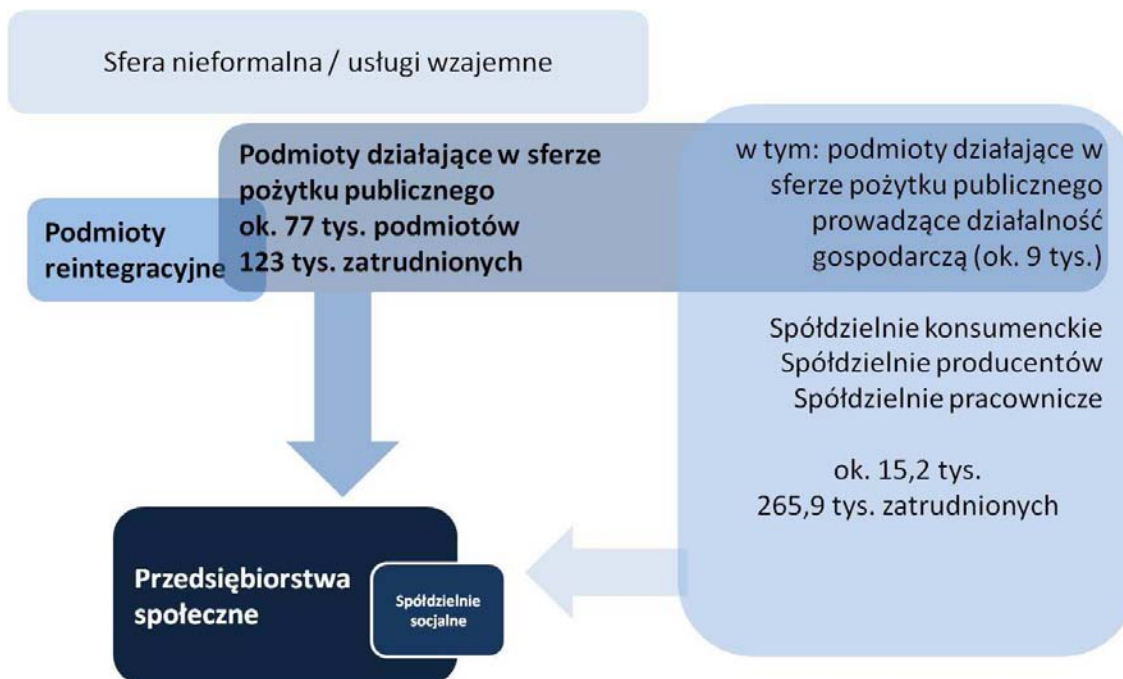 Sfera nieformalna / usługi wzajemne
Podmioty działające w sferze
pożytku publicznego
ok. 77 tys. podmiotów
123 tys. zatrudnionych
w tym: podmioty działające w
sferze pożytku publicznego
prowadzące działalność
gospodarczą (ok. 9 tys.)
Podmioty
reintegracyjne
Spółdzielnie konsumenckie
Spółdzielnie producentów
Spółdzielnie pracownicze
ok. 15,2 tys.
265,9 tys. zatrudnionych
Przedsiębiorstwa
społeczne
Spółdzielnie
socjalne